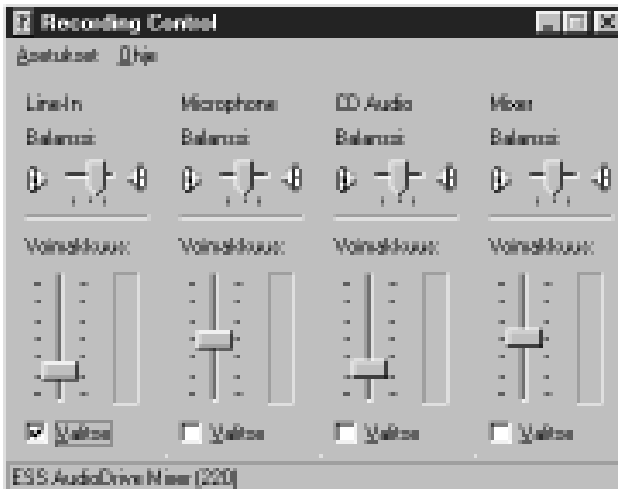 Recording Control
Asetukset Ohje
Line-In Microphone CD Audio Mixer
Balanssi: Balanssi: Balanssi: Balanssi:
Voimakkuus: Voimakkuus: Voimakkuus: Voimakkuus:
Valitse Valitse Valitse Valitse
ESS AudioDrive Mixer [220]